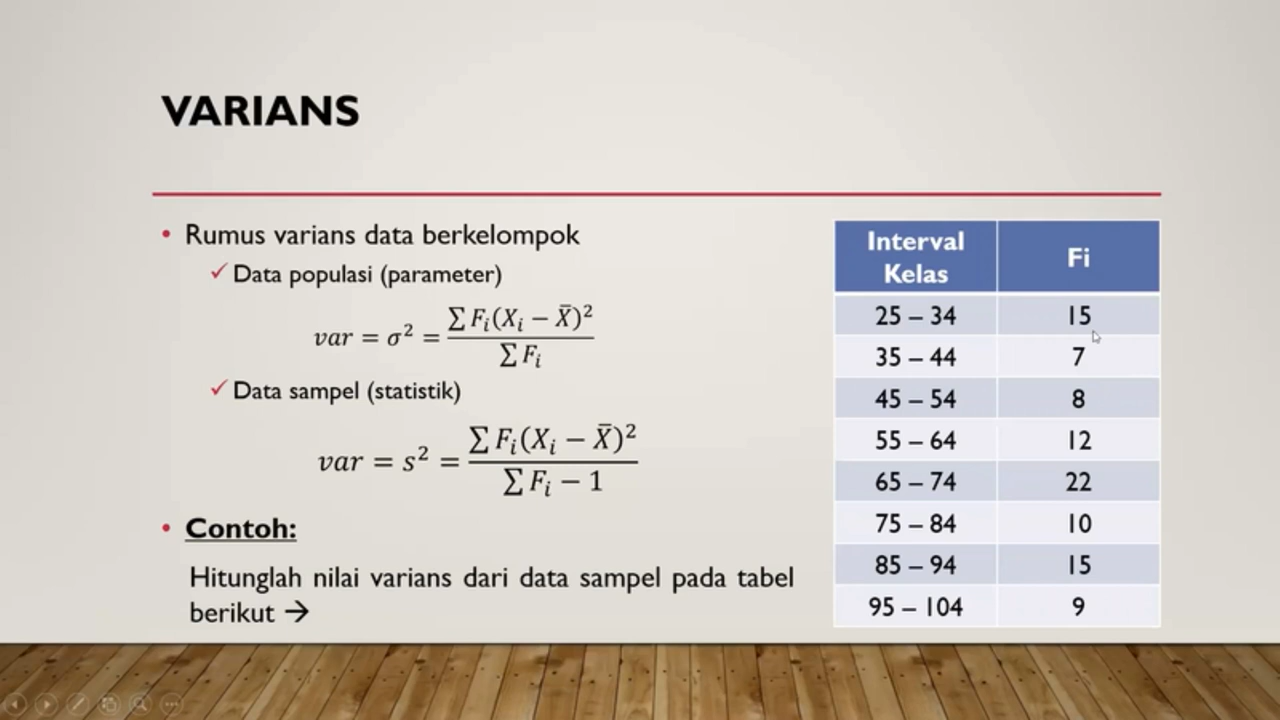 VARIANS
• Rumus varians data berkelompok
✓ Data populasi (parameter)
var = σ² = ∑ Fᵢ(Xᵢ − X̄)² / ∑ Fᵢ
✓ Data sampel (statistik)
var = s² = ∑ Fᵢ(Xᵢ − X̄)² / ∑ Fᵢ − 1
• Contoh:
Hitunglah nilai varians dari data sampel pada tabel
berikut →
Interval Kelas Fi
25 – 34 15
35 – 44 7
45 – 54 8
55 – 64 12
65 – 74 22
75 – 84 10
85 – 94 15
95 – 104 9